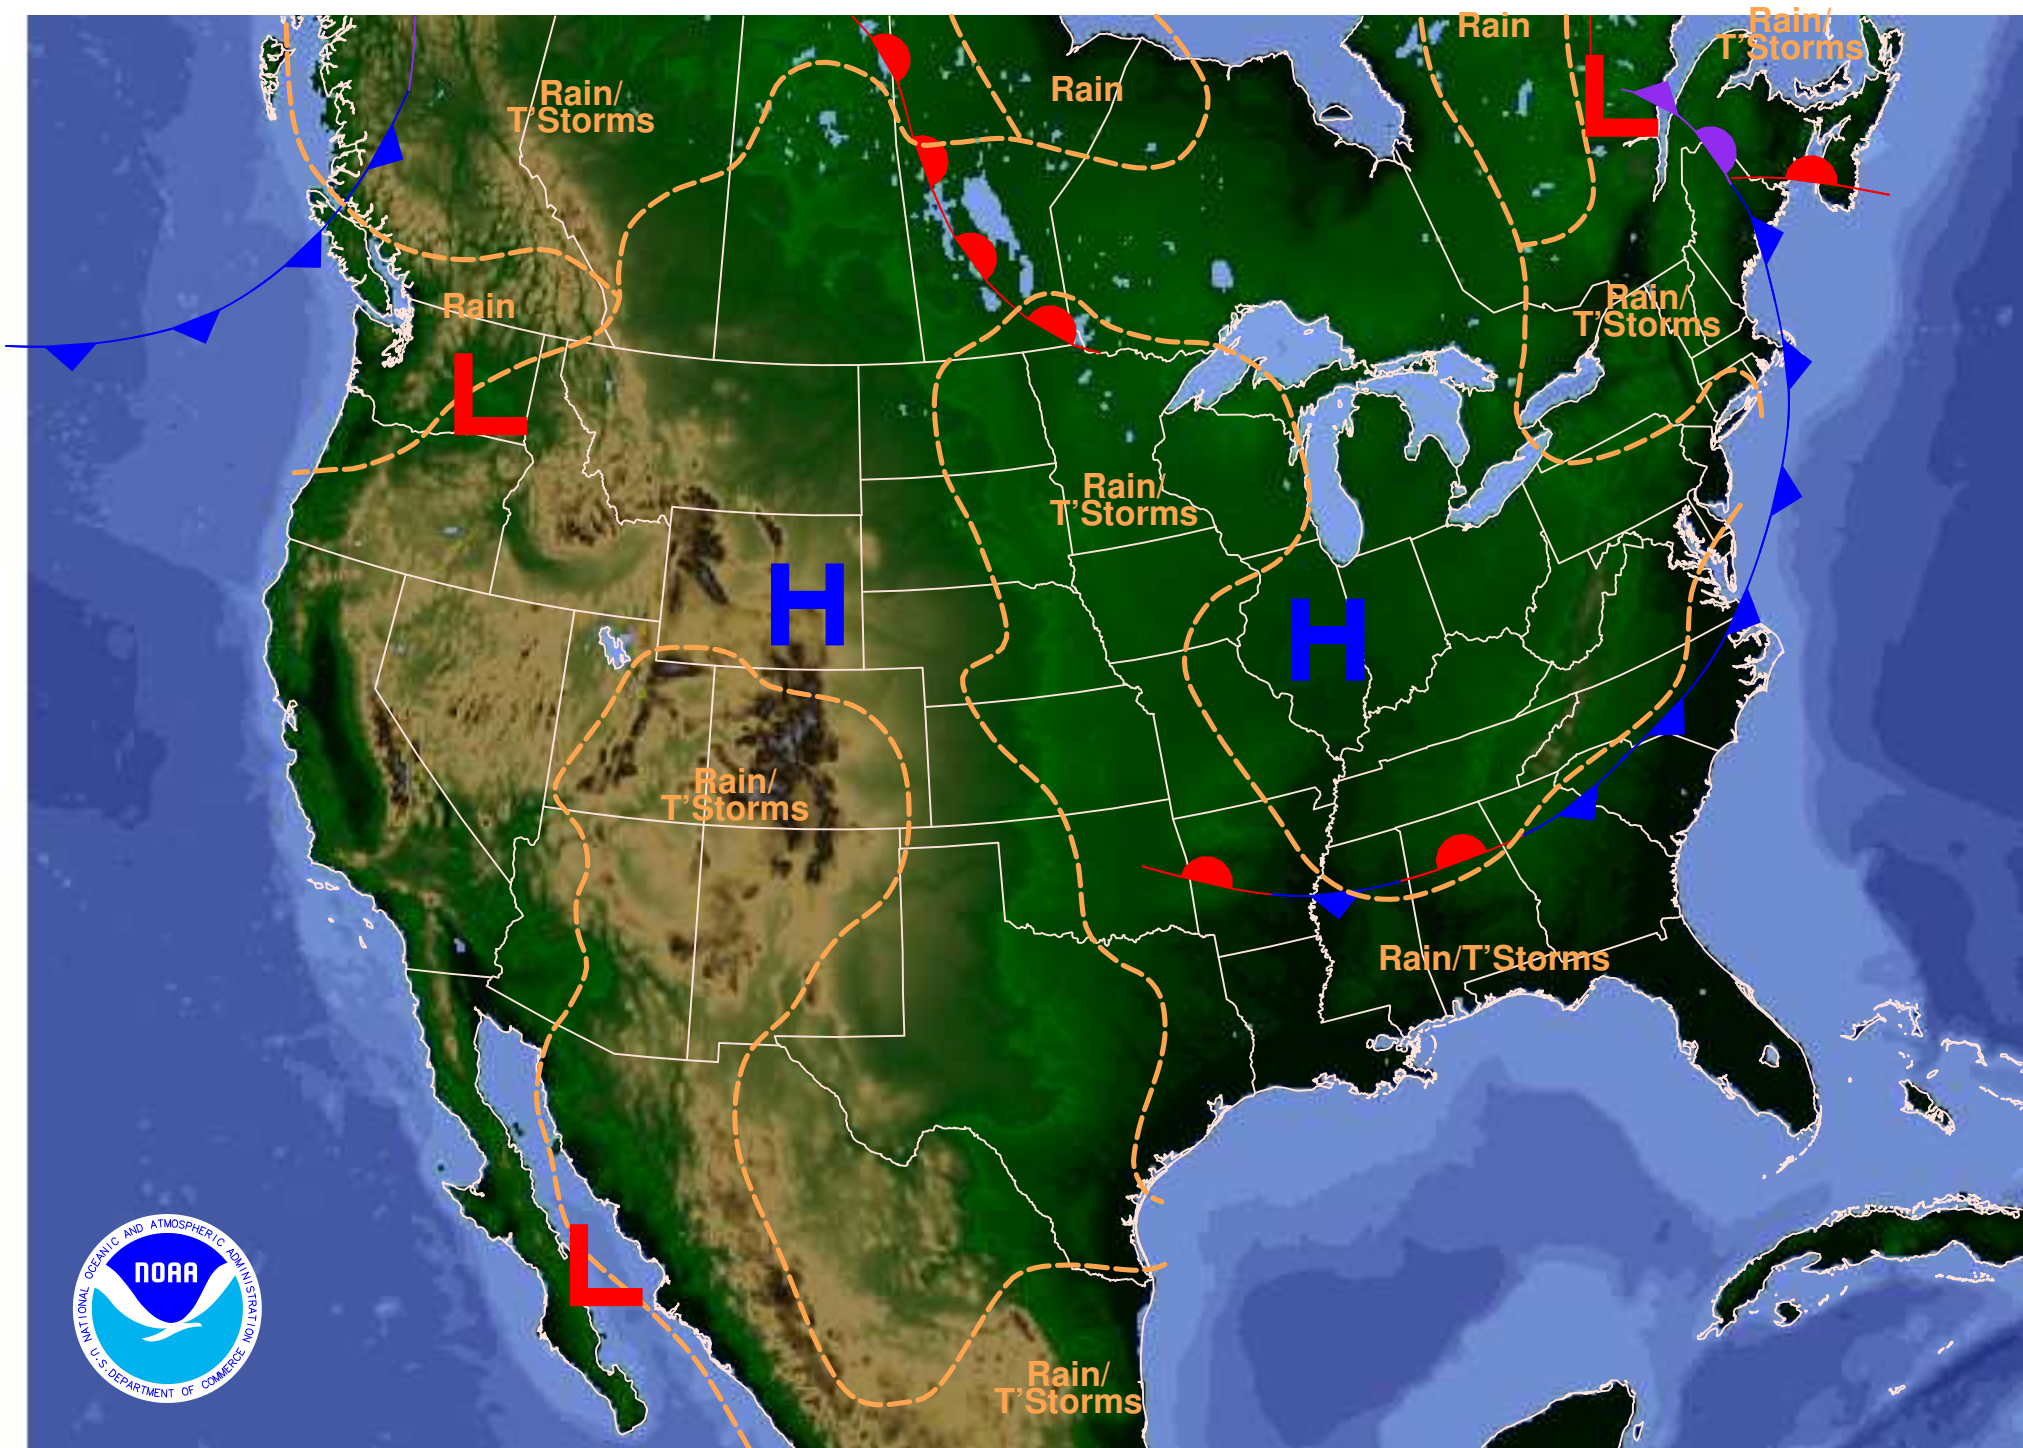 Rain/
T'Storms
Rain
Rain/
T'Storms
Rain
Rain
Rain/
T'Storms
Rain/
T'Storms
Rain/
T'Storms
L
L
H
H
Rain/T'Storms
L
Rain/
T'Storms
NATIONAL OCEANIC AND ATMOSPHERIC ADMINISTRATION
NOAA
U.S. DEPARTMENT OF COMMERCE